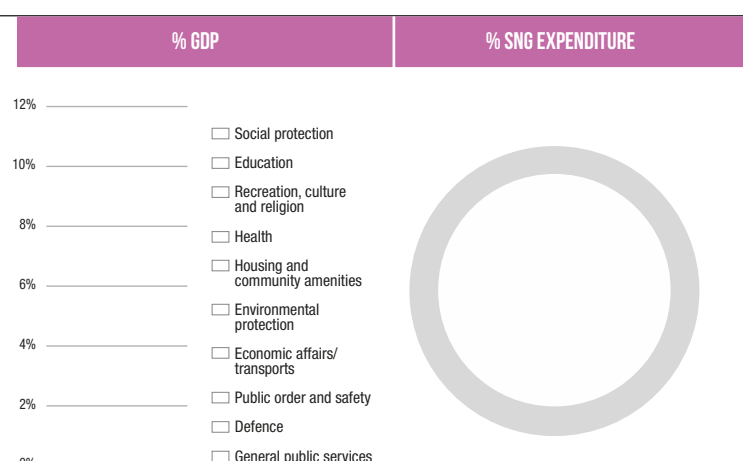 % GDP
% SNG EXPENDITURE
12%
10%
8%
6%
4%
2%
0%
Social protection
Education
Recreation, culture
and religion
Health
Housing and
community amenities
Environmental
protection
Economic affairs/
transports
Public order and safety
Defence
General public services